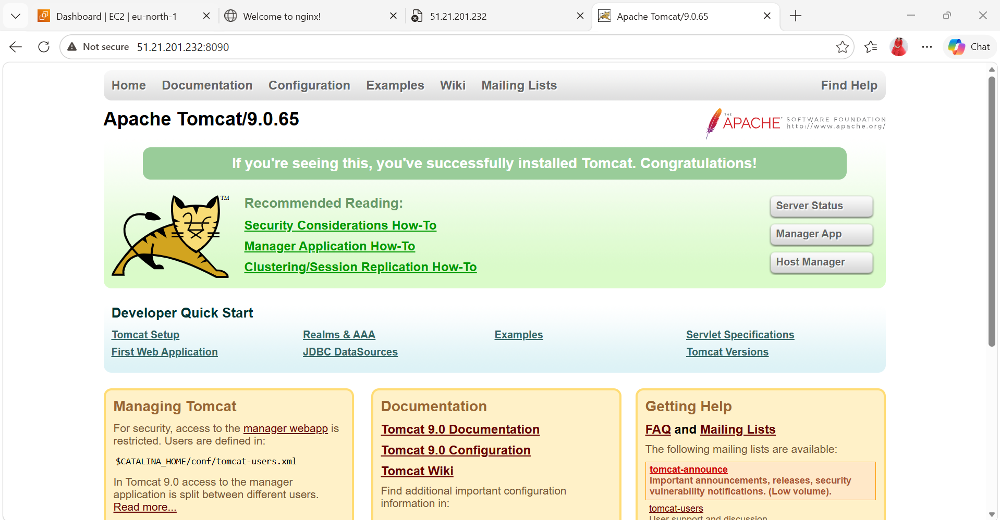 Dashboard | EC2 | eu-north-1
Welcome to nginx!
51.21.201.232
Apache Tomcat/9.0.65
Not secure 51.21.201.232:8090
Chat
Home Documentation Configuration Examples Wiki Mailing Lists Find Help
Apache Tomcat/9.0.65
THE APACHE SOFTWARE FOUNDATION
http://www.apache.org/
If you're seeing this, you've successfully installed Tomcat. Congratulations!
TM
Recommended Reading:
Security Considerations How-To
Manager Application How-To
Clustering/Session Replication How-To
Server Status
Manager App
Host Manager
Developer Quick Start
Tomcat Setup
First Web Application
Realms & AAA
JDBC DataSources
Examples
Servlet Specifications
Tomcat Versions
Managing Tomcat
For security, access to the manager webapp is
restricted. Users are defined in:
$CATALINA_HOME/conf/tomcat-users.xml
In Tomcat 9.0 access to the manager
application is split between different users.
Read more...
Documentation
Tomcat 9.0 Documentation
Tomcat 9.0 Configuration
Tomcat Wiki
Find additional important configuration
information in:
Getting Help
FAQ and Mailing Lists
The following mailing lists are available:
tomcat-announce
Important announcements, releases, security
vulnerability notifications. (Low volume).
tomcat-users
User support and discussion